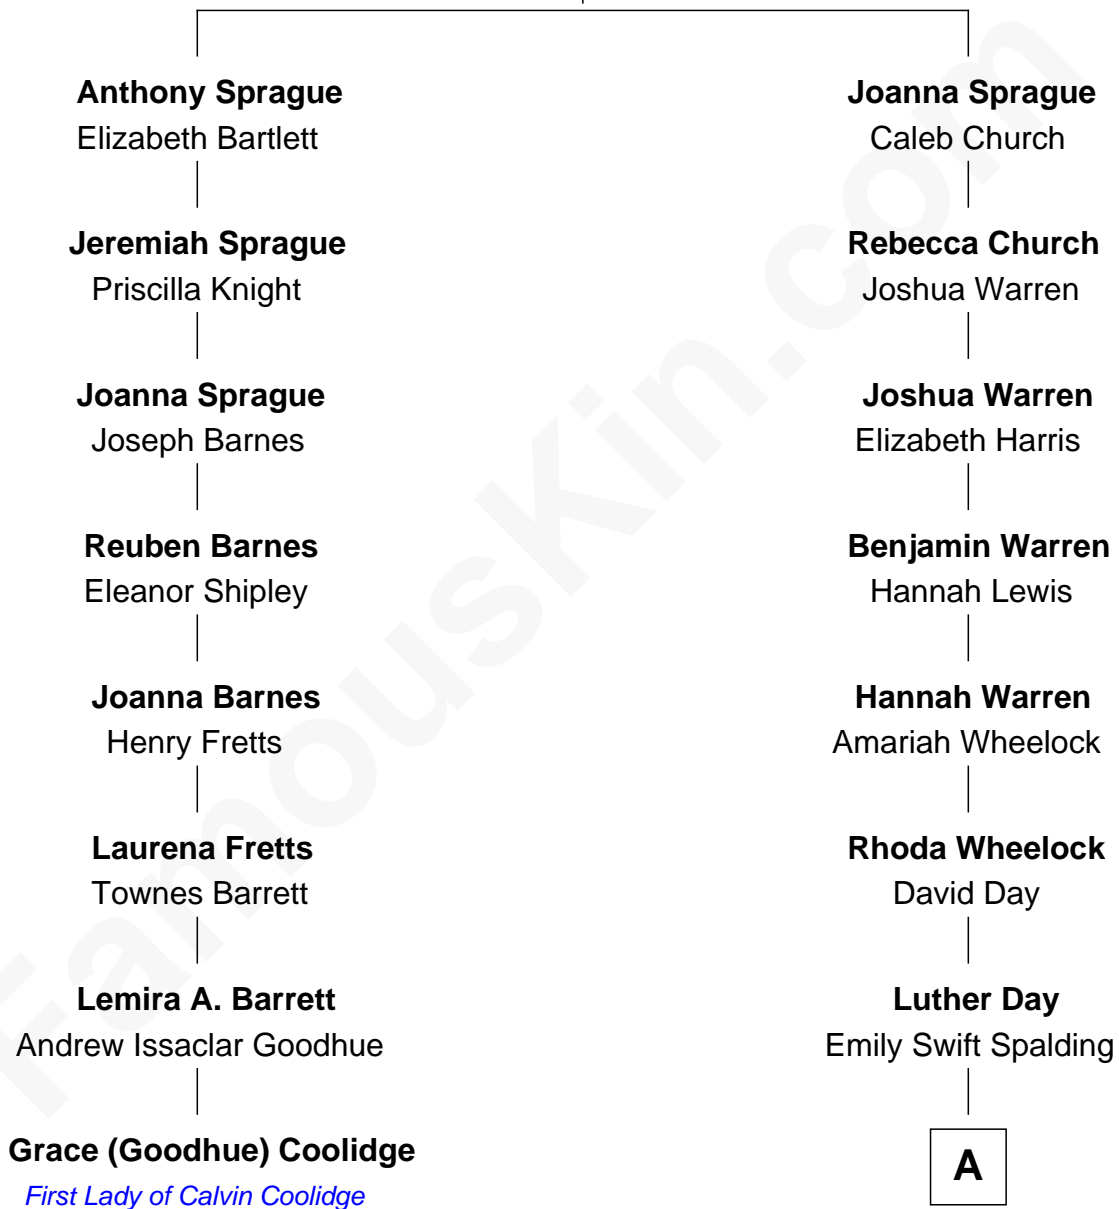 Anthony Sprague
Elizabeth Bartlett
Jeremiah Sprague
Priscilla Knight
Joanna Sprague
Joseph Barnes
Reuben Barnes
Eleanor Shipley
Joanna Barnes
Henry Fretts
Laurena Fretts
Townes Barrett
Lemira A. Barrett
Andrew Issaclar Goodhue
Grace (Goodhue) Coolidge
First Lady of Calvin Coolidge
Joanna Sprague
Caleb Church
Rebecca Church
Joshua Warren
Joshua Warren
Elizabeth Harris
Benjamin Warren
Hannah Lewis
Hannah Warren
Amariah Wheelock
Rhoda Wheelock
David Day
Luther Day
Emily Swift Spalding
A
FamousKin.com